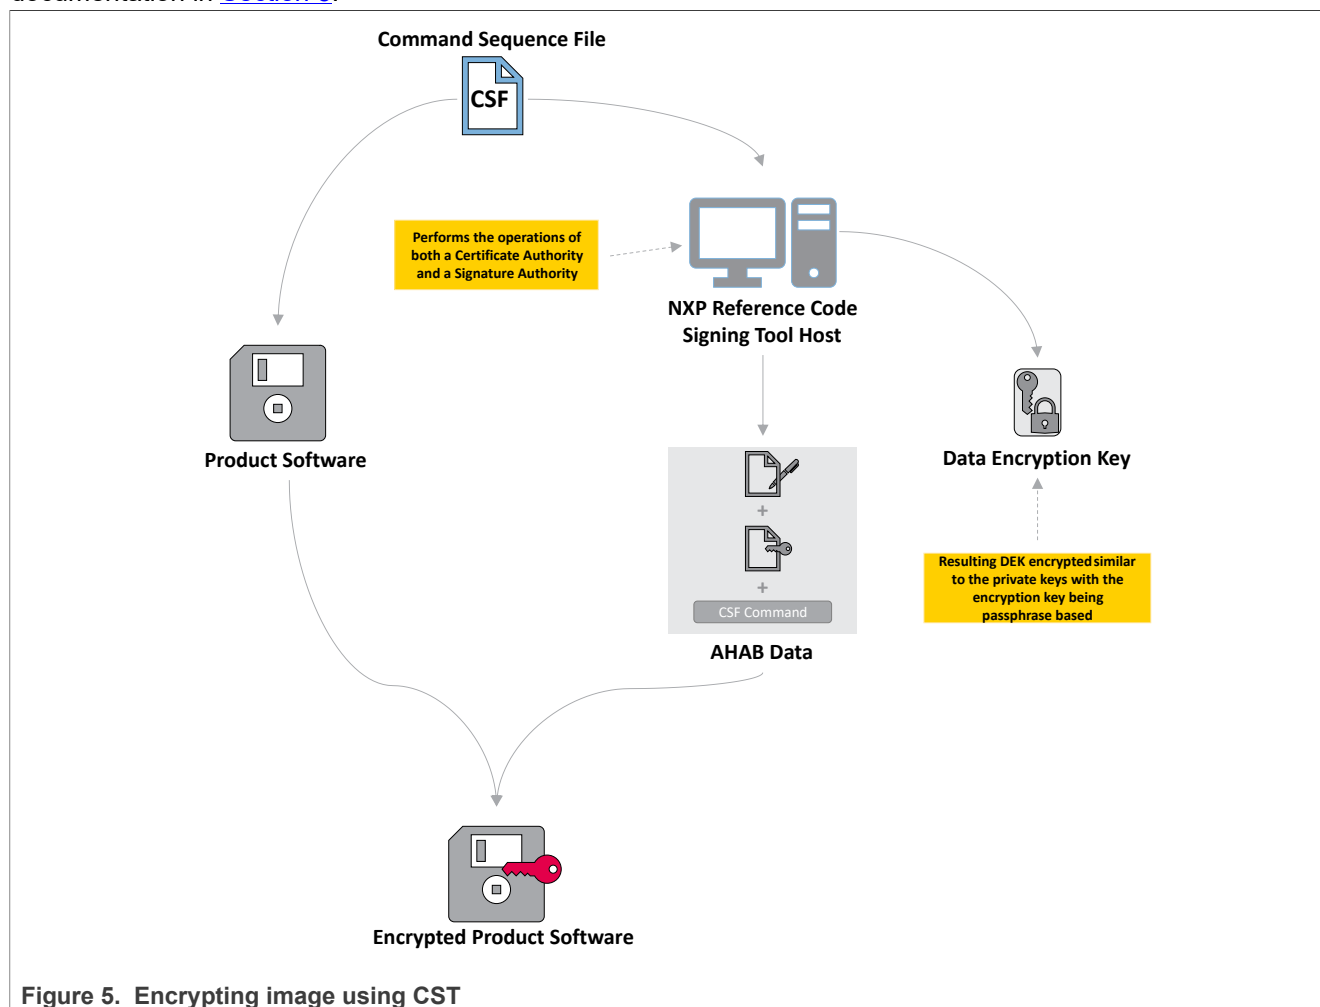 documentation in
Command Sequence File
CSF
Performs the operations of
both a Certificate Authority
and a Signature Authority
NXP Reference Code
Signing Tool Host
Product Software
Data Encryption Key
+
+
CSF Command
AHAB Data
Resulting DEK encrypted similar
to the private keys with the
encryption key being
passphrase based
Encrypted Product Software
Figure 5. Encrypting image using CST